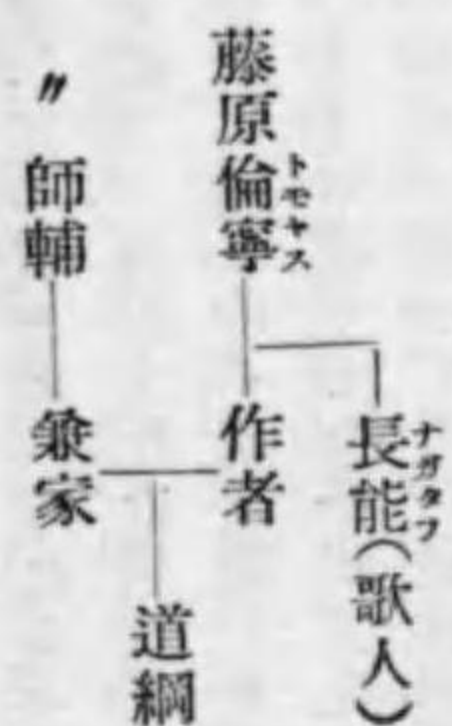 長能(歌人)
ナガタフ
藤原倫寧
トモヤス
作者
〃 師輔
兼家
道綱